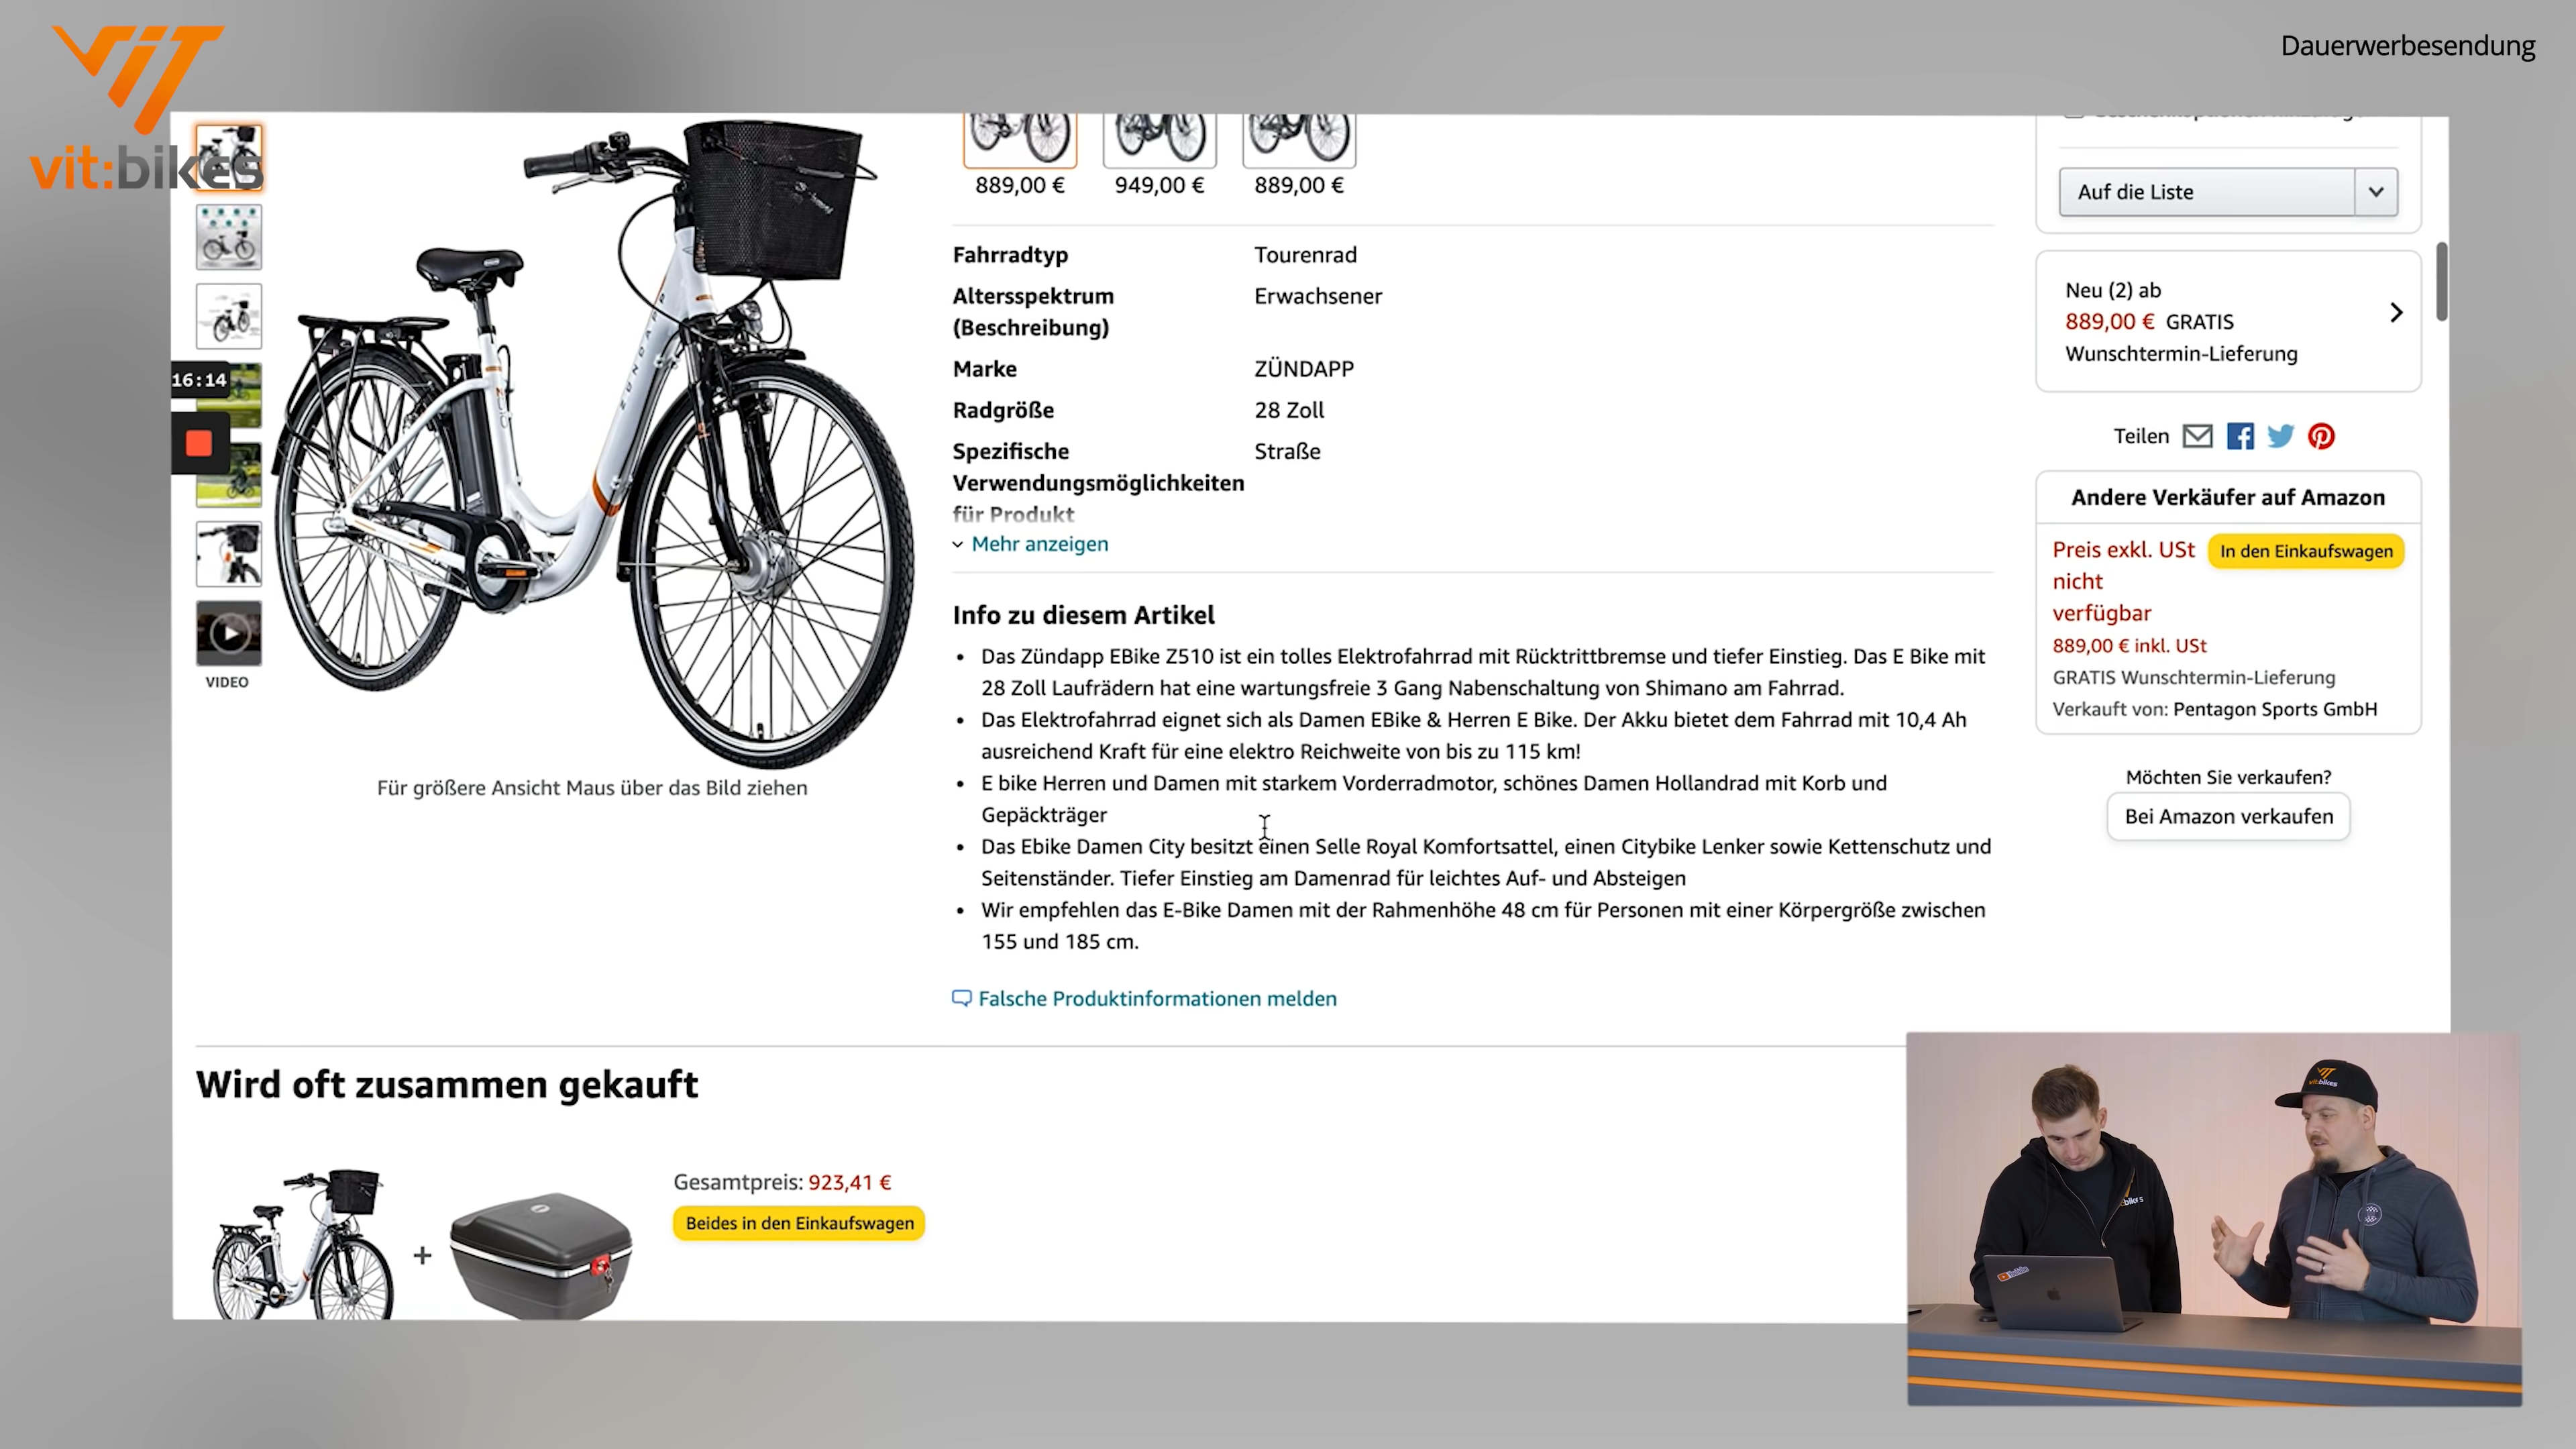 Dauerwerbesendung
vit:bikes
889,00 €
949,00 €
889,00 €
Auf die Liste
Fahrradtyp Tourenrad
Altersspektrum Erwachsener
(Beschreibung)
Marke ZÜNDAPP
Radgröße 28 Zoll
Spezifische Straße
Verwendungsmöglichkeiten
für Produkt
Mehr anzeigen
16:14
VIDEO
Für größere Ansicht Maus über das Bild ziehen
Info zu diesem Artikel
• Das Zündapp EBike Z510 ist ein tolles Elektrofahrrad mit Rücktrittbremse und tiefer Einstieg. Das E Bike mit
28 Zoll Laufrädern hat eine wartungsfreie 3 Gang Nabenschaltung von Shimano am Fahrrad.
• Das Elektrofahrrad eignet sich als Damen EBike & Herren E Bike. Der Akku bietet dem Fahrrad mit 10,4 Ah
ausreichend Kraft für eine elektro Reichweite von bis zu 115 km!
• E bike Herren und Damen mit starkem Vorderradmotor, schönes Damen Hollandrad mit Korb und
Gepäckträger
• Das Ebike Damen City besitzt einen Selle Royal Komfortsattel, einen Citybike Lenker sowie Kettenschutz und
Seitenständer. Tiefer Einstieg am Damenrad für leichtes Auf- und Absteigen
• Wir empfehlen das E-Bike Damen mit der Rahmenhöhe 48 cm für Personen mit einer Körpergröße zwischen
155 und 185 cm.
Falsche Produktinformationen melden
Neu (2) ab
889,00 € GRATIS
Wunschtermin-Lieferung
Teilen
Andere Verkäufer auf Amazon
Preis exkl. USt
nicht
verfügbar
In den Einkaufswagen
889,00 € inkl. USt
GRATIS Wunschtermin-Lieferung
Verkauft von: Pentagon Sports GmbH
Möchten Sie verkaufen?
Bei Amazon verkaufen
Wird oft zusammen gekauft
+
Gesamtpreis: 923,41 €
Beides in den Einkaufswagen
vit:bikes